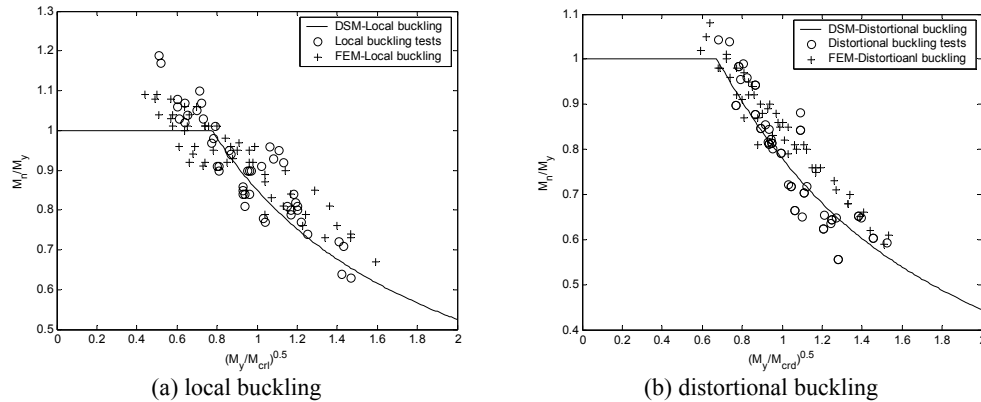 1.3
1.2
1.1
1
0.9
0.8
0.7
0.6
0.5
M_n/M_y
0 0.2 0.4 0.6 0.8 1 1.2 1.4 1.6 1.8 2
(M_y/M_crl)^0.5
DSM-Local buckling
Local buckling tests
FEM-Local buckling
(a) local buckling
1.1
1
0.9
0.8
0.7
0.6
0.5
0.4
M_n/M_y
0 0.2 0.4 0.6 0.8 1 1.2 1.4 1.6 1.8 2
(M_y/M_crd)^0.5
DSM-Distortional buckling
Distortional buckling tests
FEM-Distortioanl buckling
(b) distortional buckling